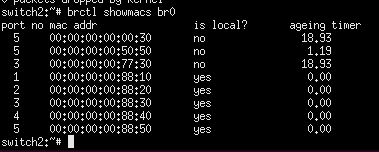 packets dropped by kernel
switch2:~# brctl showmacs br0
port no mac addr is local? ageing timer
5 00:00:00:00:00:30 no 18.93
5 00:00:00:00:50:50 no 1.19
3 00:00:00:00:77:30 no 18.93
1 00:00:00:00:88:10 yes 0.00
2 00:00:00:00:88:20 yes 0.00
3 00:00:00:00:88:30 yes 0.00
4 00:00:00:00:88:40 yes 0.00
5 00:00:00:00:88:50 yes 0.00
switch2:~#